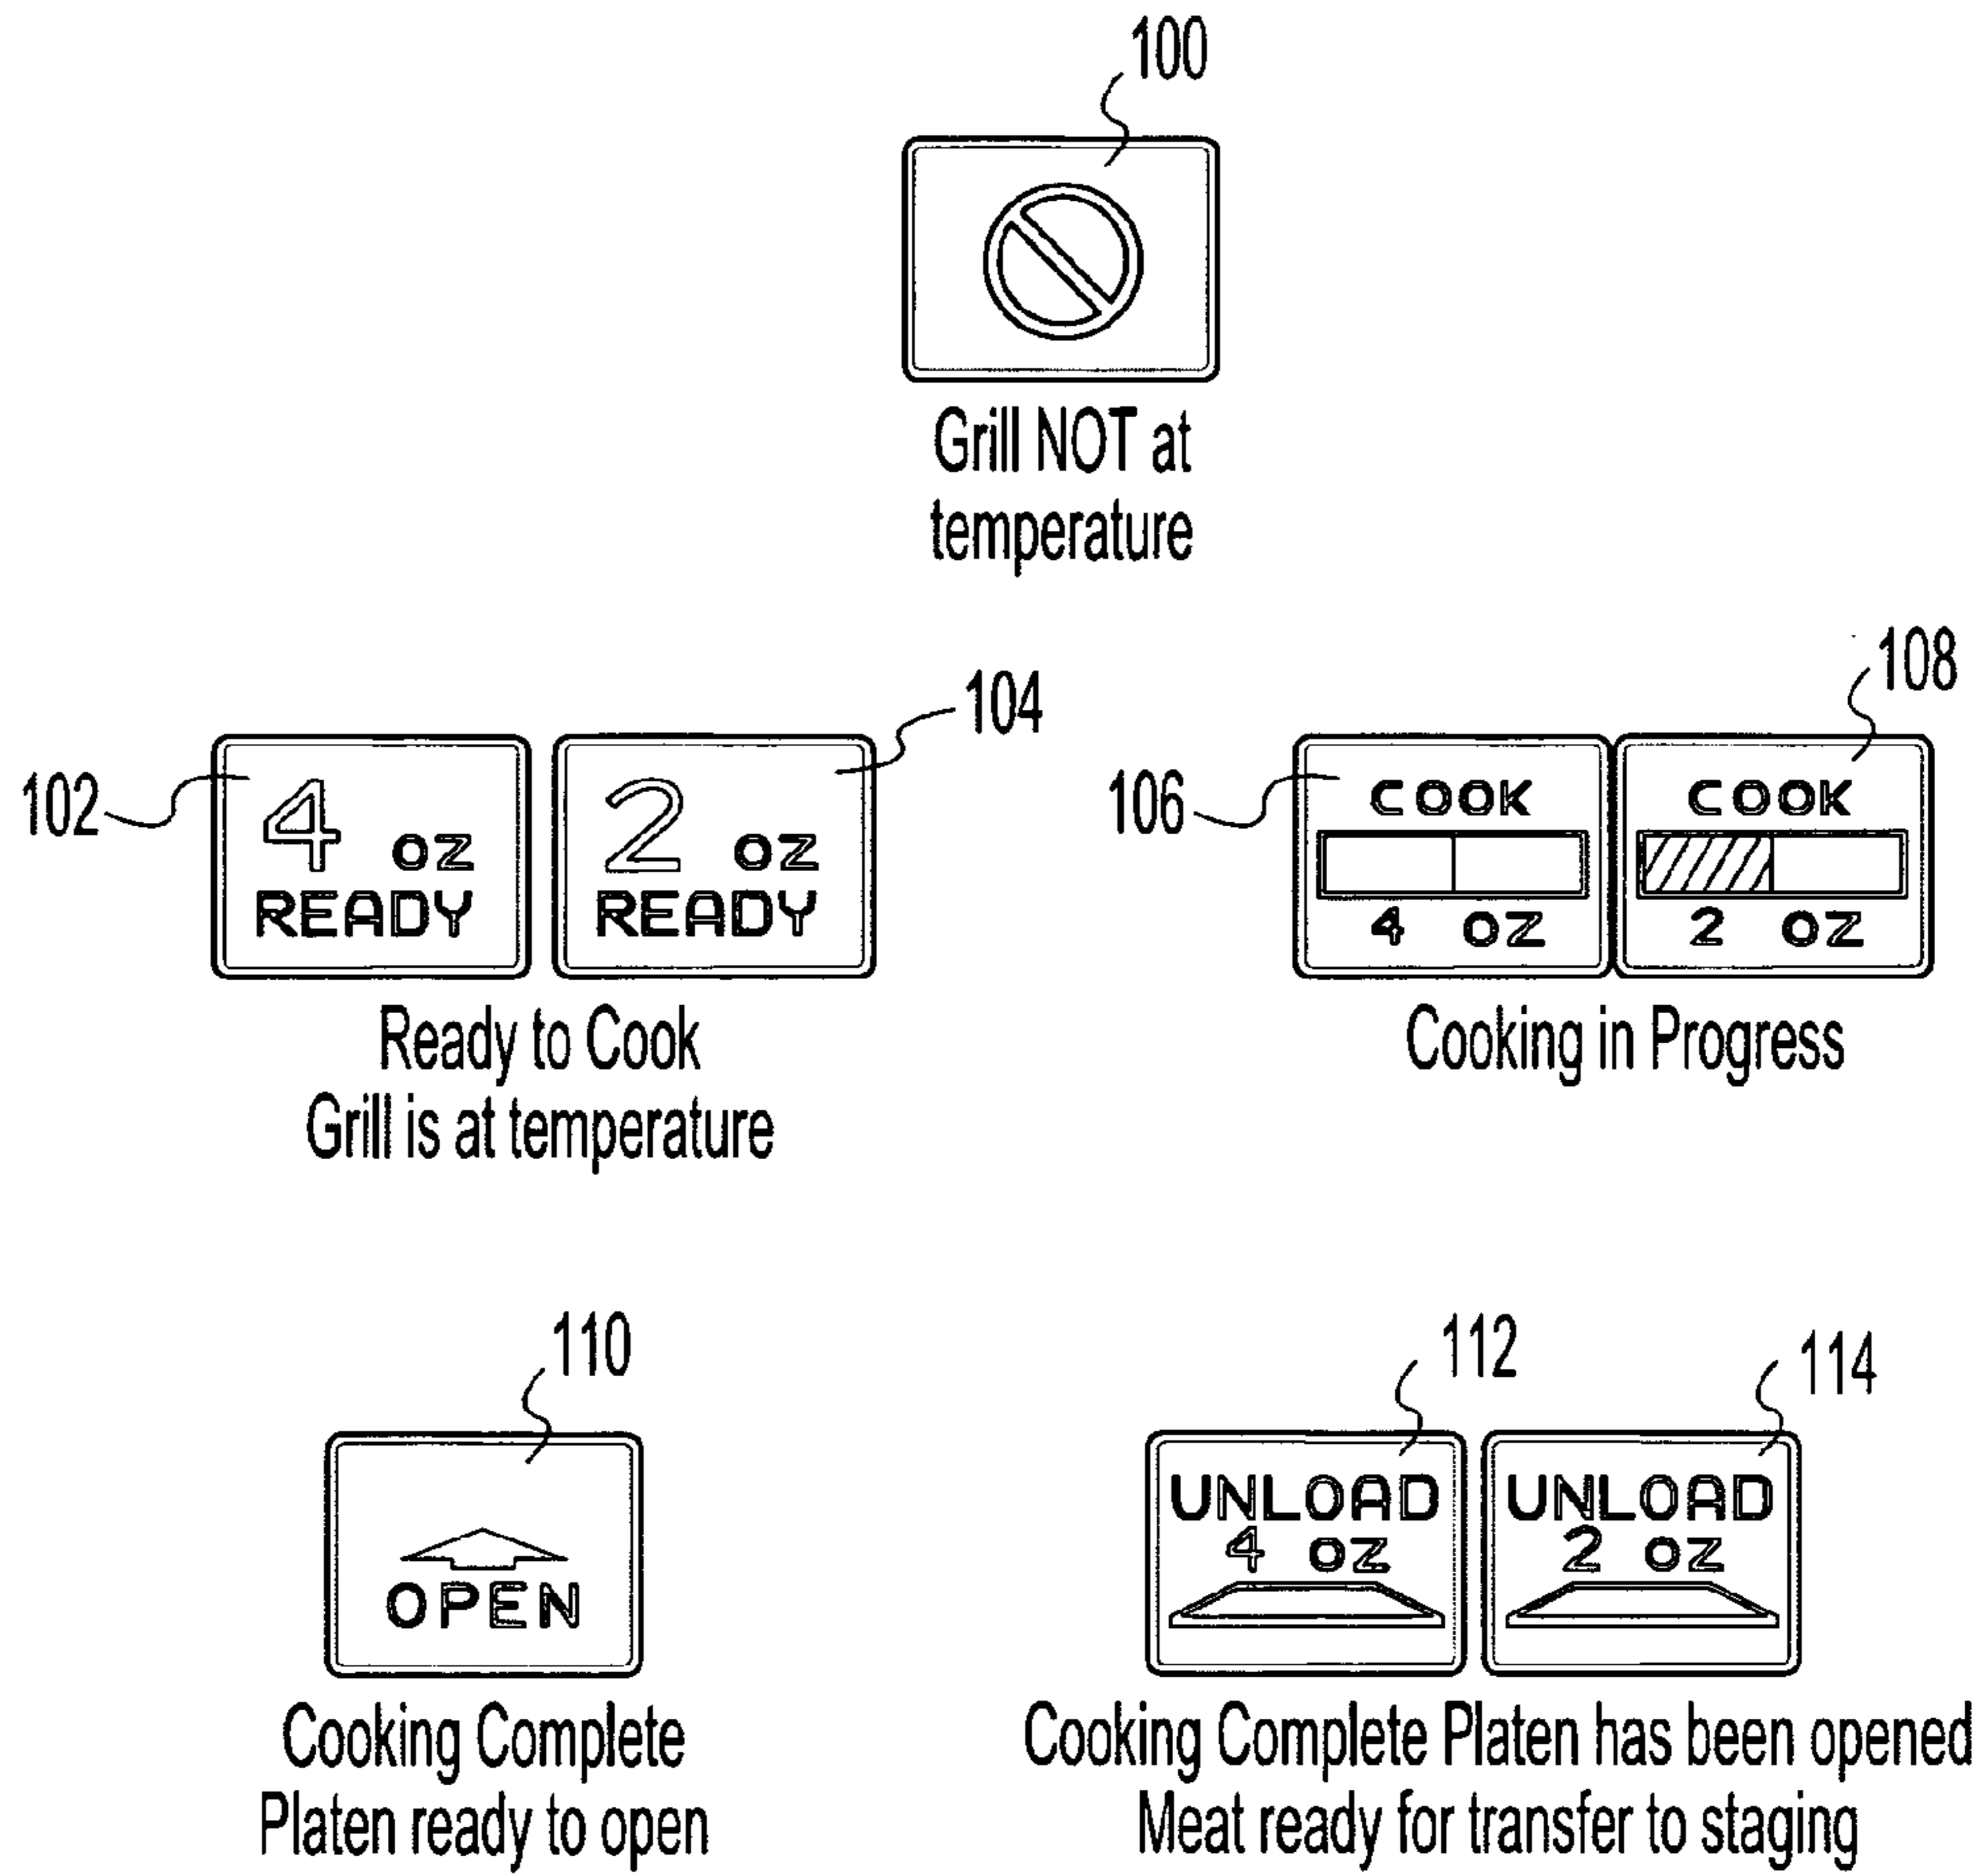 100
Grill NOT at
temperature
102
4 OZ
READY
104
2 OZ
READY
Ready to Cook
Grill is at temperature
106
COOK
4 OZ
108
COOK
2 OZ
Cooking in Progress
110
OPEN
Cooking Complete
Platen ready to open
112
UNLOAD
4 OZ
114
UNLOAD
2 OZ
Cooking Complete Platen has been opened
Meat ready for transfer to staging